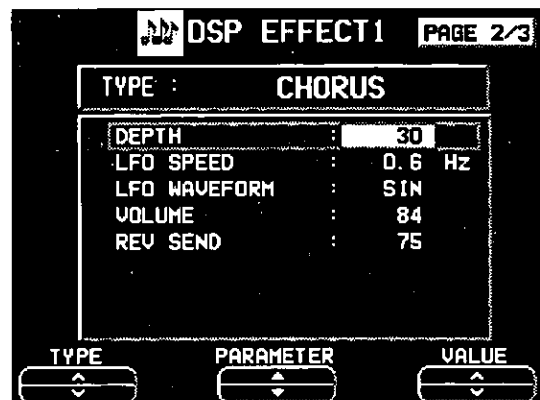 DSP EFFECT1 PAGE 2/3
TYPE : CHORUS
DEPTH : 30
LFO SPEED : 0.6 Hz
LFO WAVEFORM : SIN
VOLUME : 84
REV SEND : 75
TYPE PARAMETER VALUE